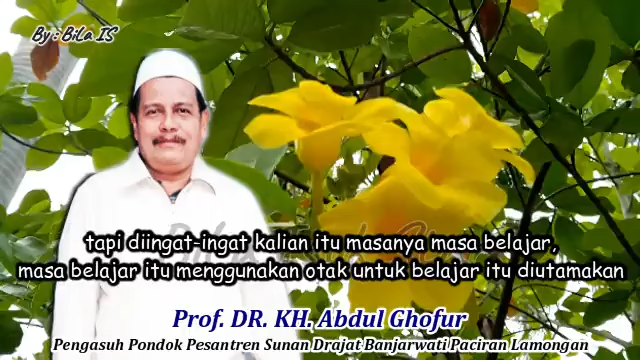 By : BiLa IS
tapi diingat-ingat kalian itu masanya masa belajar,
masa belajar itu menggunakan otak untuk belajar itu diutamakan
Prof. DR. KH. Abdul Ghofur
Pengasuh Pondok Pesantren Sunan Drajat Banjarwati Paciran Lamongan